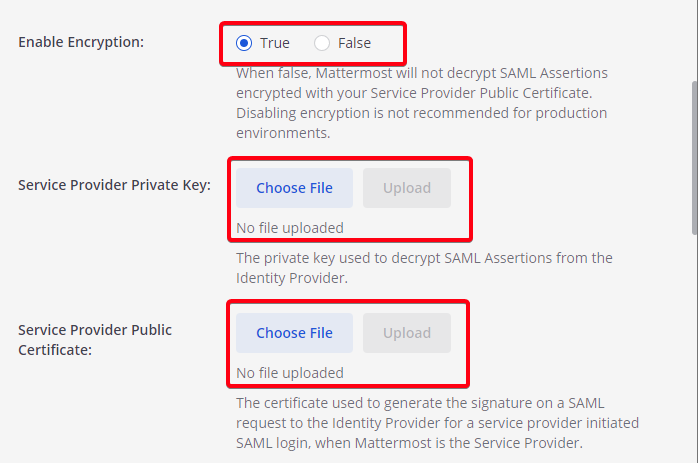 Enable Encryption:
True
False
When false, Mattermost will not decrypt SAML Assertions
encrypted with your Service Provider Public Certificate.
Disabling encryption is not recommended for production
environments.
Service Provider Private Key:
Choose File
Upload
No file uploaded
The private key used to decrypt SAML Assertions from the
Identity Provider.
Service Provider Public
Certificate:
Choose File
Upload
No file uploaded
The certificate used to generate the signature on a SAML
request to the Identity Provider for a service provider initiated
SAML login, when Mattermost is the Service Provider.